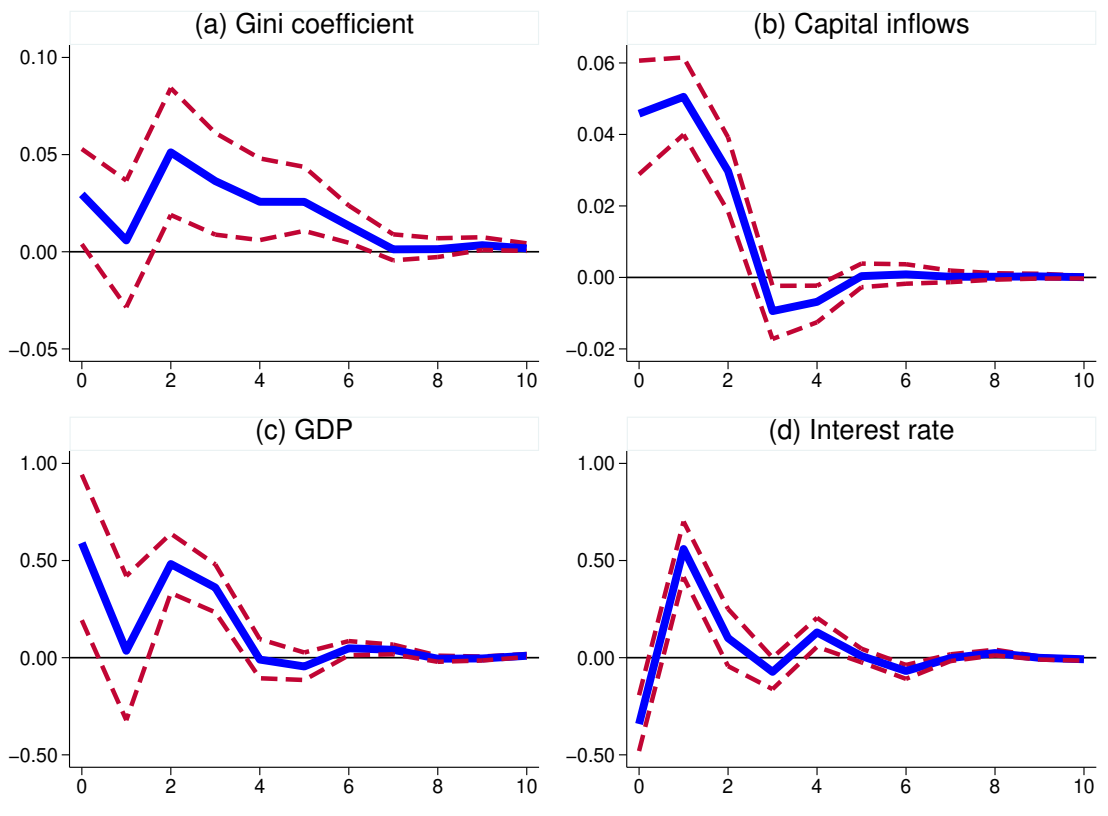 (a) Gini coefficient
0.10
0.05
0.00
−0.05
0 2 4 6 8 10
(b) Capital inflows
0.06
0.04
0.02
0.00
−0.02
0 2 4 6 8 10
(c) GDP
1.00
0.50
0.00
−0.50
0 2 4 6 8 10
(d) Interest rate
1.00
0.50
0.00
−0.50
0 2 4 6 8 10